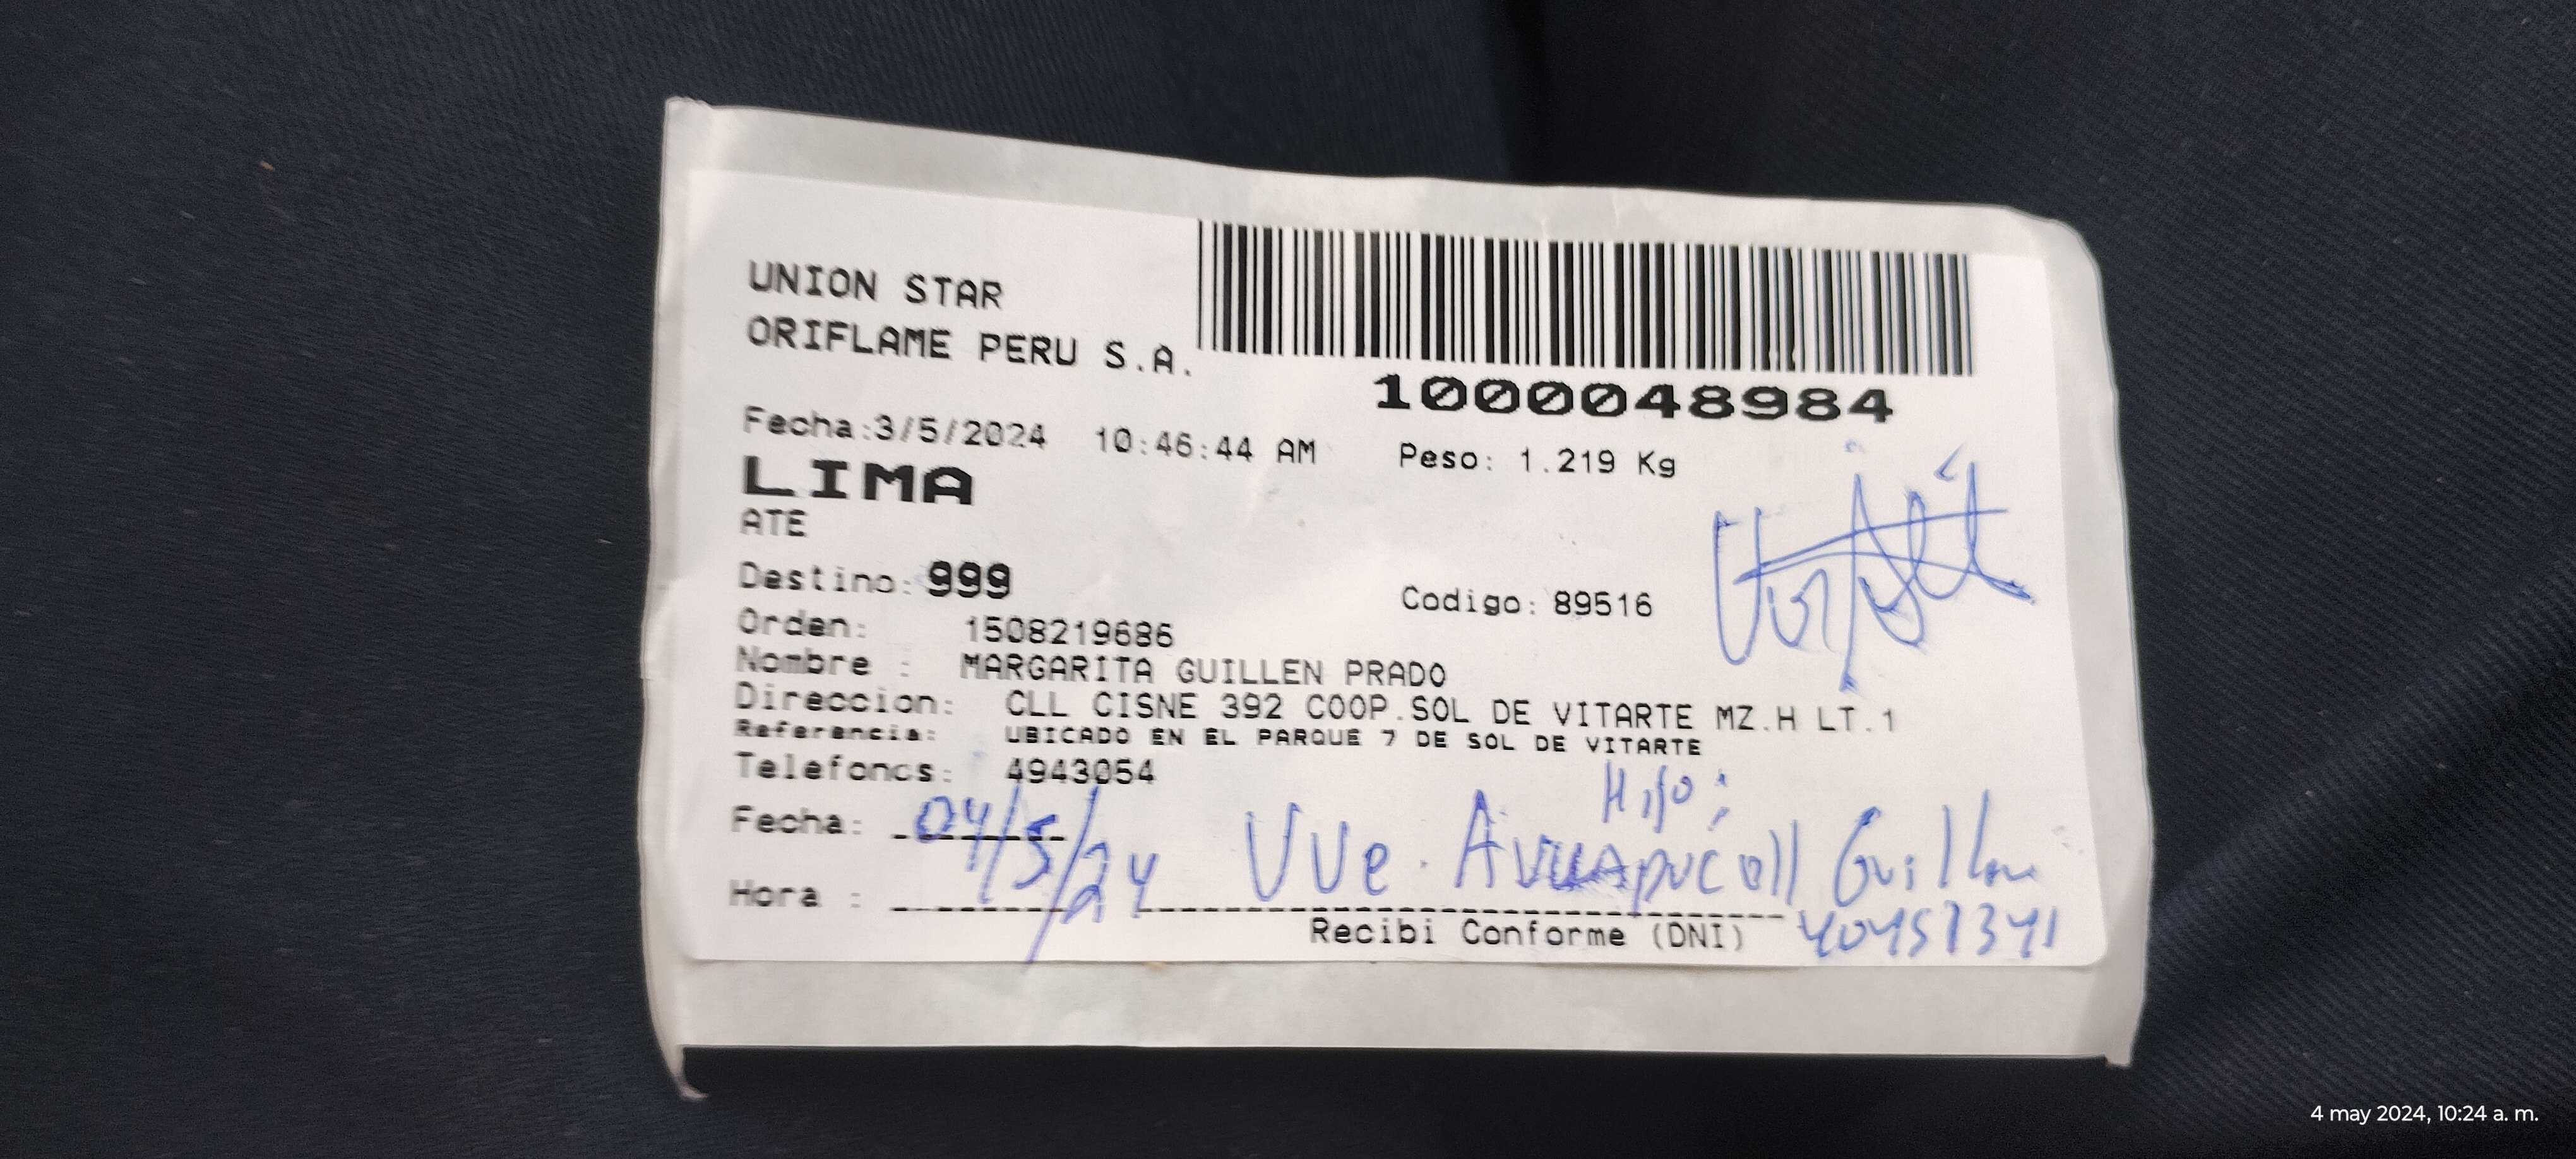 UNION STAR
ORIFLAME PERU S.A.
1000048984
Fecha:3/5/2024 10:46:44 AM Peso: 1.219 Kg
LIMA
ATE
Destino: 999 Codigo: 89516
Orden: 1508219686
Nombre : MARGARITA GUILLEN PRADO
Direccion: CLL CISNE 392 COOP.SOL DE VITARTE MZ.H LT.1
Referencia: UBICADO EN EL PARQUE 7 DE SOL DE VITARTE
Telefonos: 4943054
Hijo:
Fecha: 04/5/24
Guillen
Hora :
Recibi Conforme (DNI)
4 may 2024, 10:24 a. m.